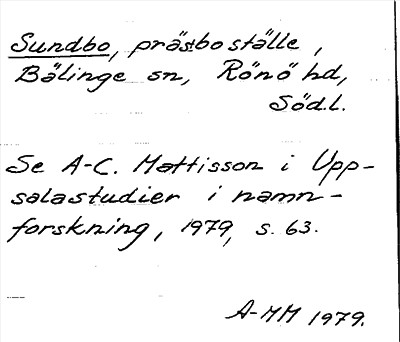 Sundbo, prästboställe,
Bälinge sn, Rönö hd,
Söd.l.
Se A-C. Mattisson i Upp-
salastudier i namn-
forskning, 1979, s. 63.
A-MM 1979.